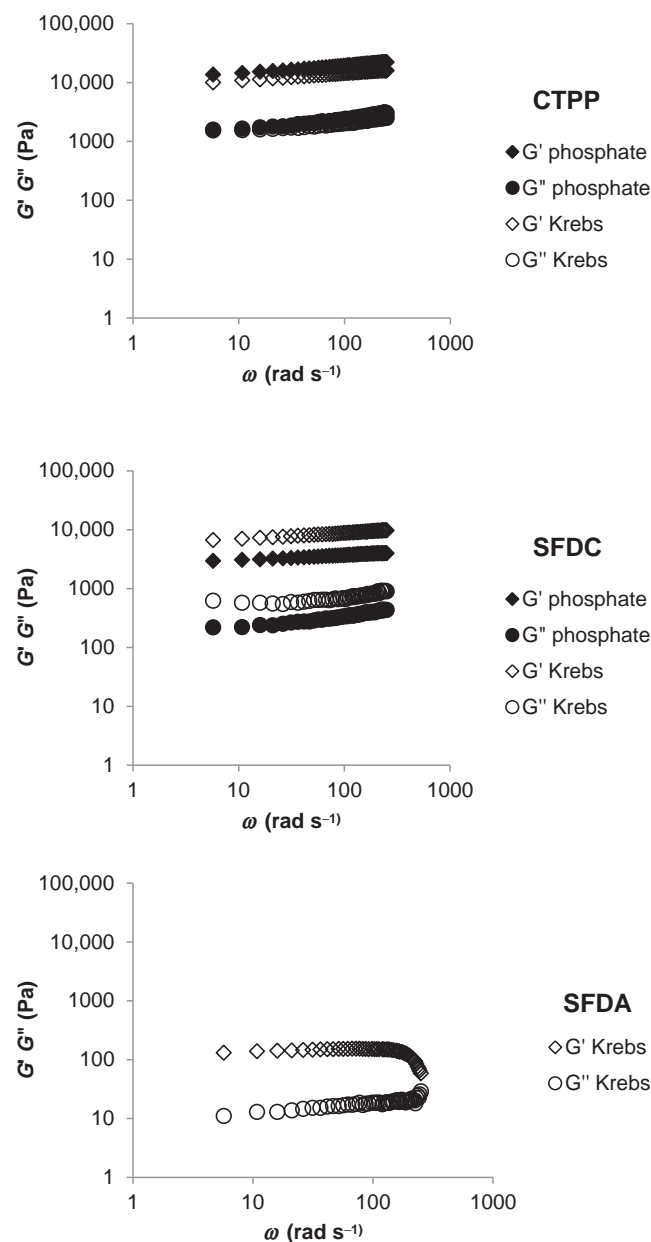 100,000
10,000
1000
100
10
1
G' G" (Pa)
1 10 100 1000
ω (rad s⁻¹)
CTPP
G' phosphate
G" phosphate
G' Krebs
G'' Krebs
100,000
10,000
1000
100
10
1
G' G" (Pa)
1 10 100 1000
ω (rad s⁻¹)
SFDC
G' phosphate
G" phosphate
G' Krebs
G'' Krebs
100,000
10,000
1000
100
10
1
G' G" (Pa)
1 10 100 1000
ω (rad s⁻¹)
SFDA
G' Krebs
G'' Krebs